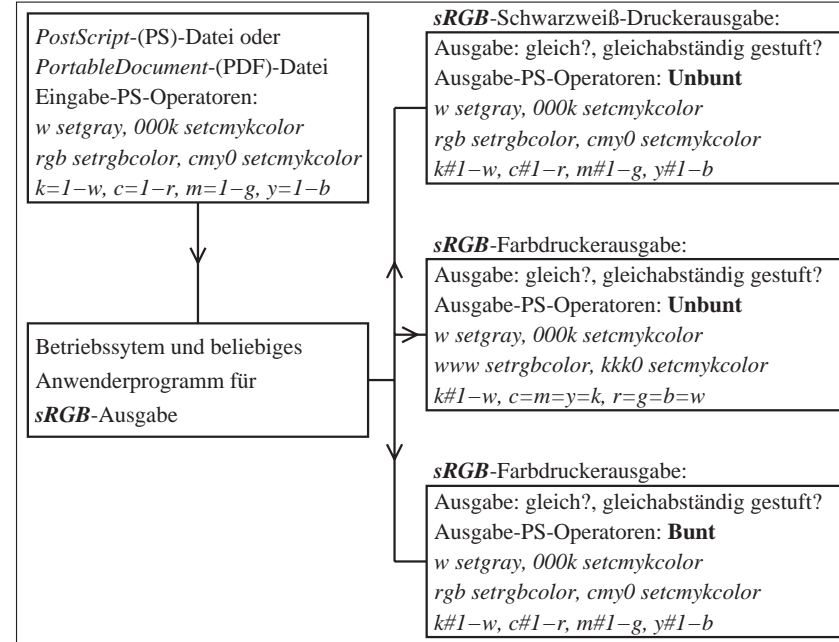 PostScript-(PS)-Datei oder
PortableDocument-(PDF)-Datei
Eingabe-PS-Operatoren:
w setgray, 000k setcmykcolor
rgb setrgbcolor, cmy0 setcmykcolor
k=1−w, c=1−r, m=1−g, y=1−b
Betriebssytem und beliebiges
Anwenderprogramm für
sRGB-Ausgabe
sRGB-Schwarzweiß-Druckerausgabe:
Ausgabe: gleich?, gleichabständig gestuft?
Ausgabe-PS-Operatoren: Unbunt
w setgray, 000k setcmykcolor
rgb setrgbcolor, cmy0 setcmykcolor
k#1−w, c#1−r, m#1−g, y#1−b
sRGB-Farbdruckerausgabe:
Ausgabe: gleich?, gleichabständig gestuft?
Ausgabe-PS-Operatoren: Unbunt
w setgray, 000k setcmykcolor
www setrgbcolor, kkk0 setcmykcolor
k#1−w, c=m=y=k, r=g=b=w
sRGB-Farbdruckerausgabe:
Ausgabe: gleich?, gleichabständig gestuft?
Ausgabe-PS-Operatoren: Bunt
w setgray, 000k setcmykcolor
rgb setrgbcolor, cmy0 setcmykcolor
k#1−w, c#1−r, m#1−g, y#1−b